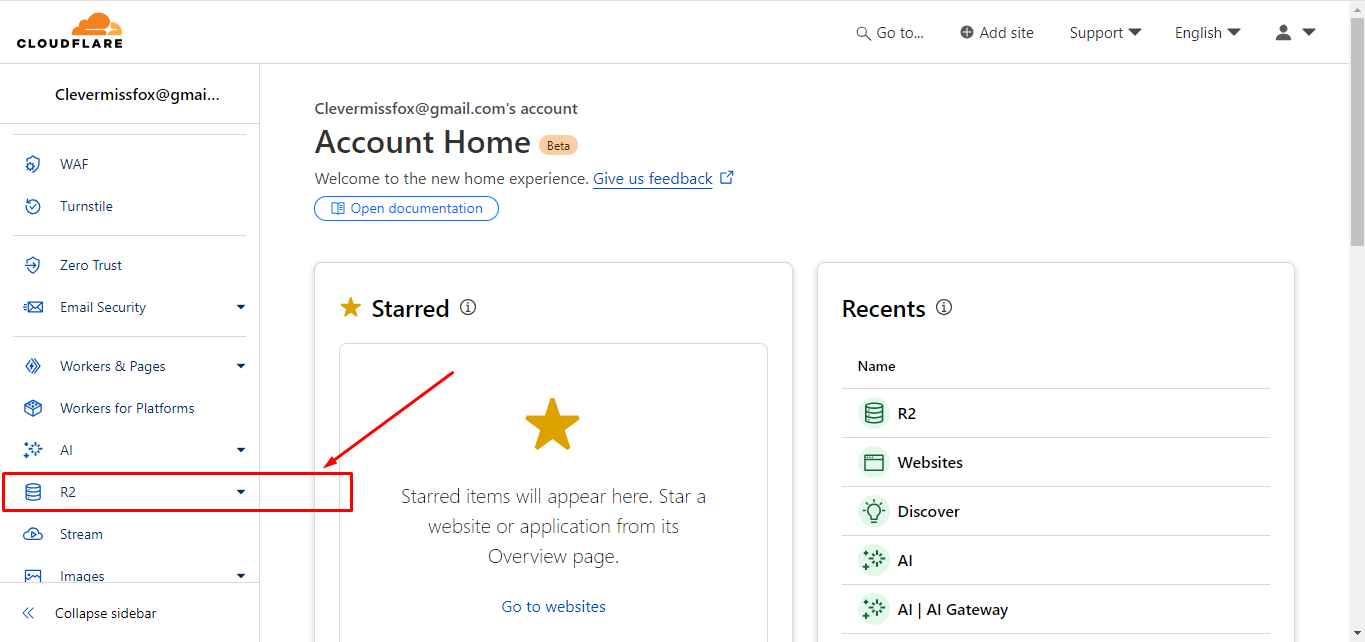 CLOUDFLARE
Go to...
Add site
Support
English
Clevermissfox@gmai...
WAF
Turnstile
Zero Trust
Email Security
Workers & Pages
Workers for Platforms
AI
R2
Stream
Images
Collapse sidebar
Clevermissfox@gmail.com's account
Account Home Beta
Welcome to the new home experience. Give us feedback
Open documentation
Starred
Starred items will appear here. Star a
website or application from its
Overview page.
Go to websites
Recents
Name
R2
Websites
Discover
AI
AI | AI Gateway